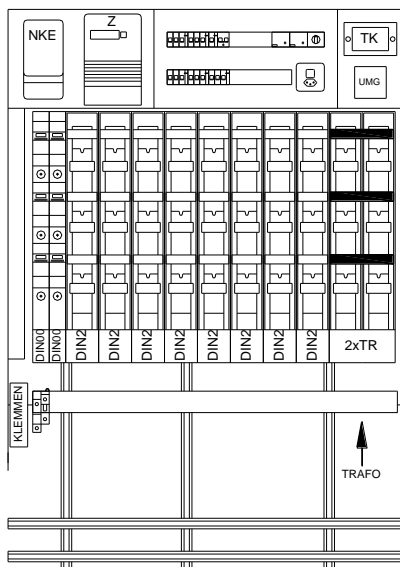 NKE
Z
TK
UMG
DIN00
DIN00
DIN2
DIN2
DIN2
DIN2
DIN2
DIN2
DIN2
DIN2
2xTR
KLEMMEN
TRAFO